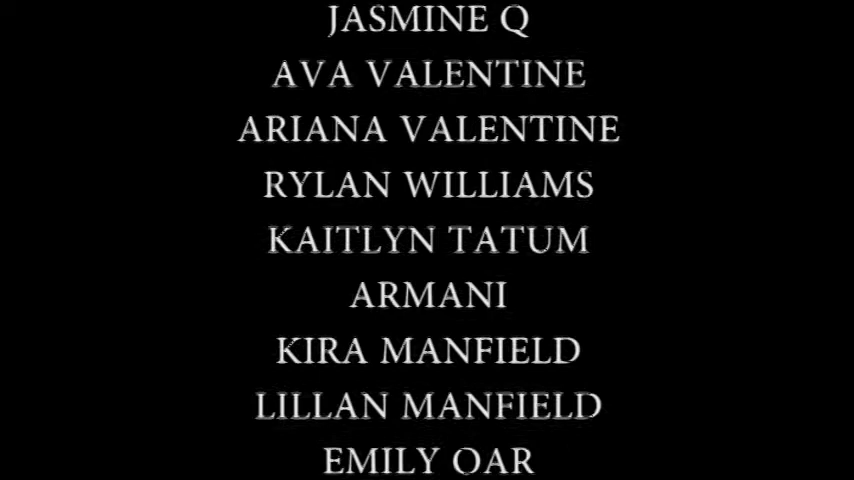 JASMINE Q
AVA VALENTINE
ARIANA VALENTINE
RYLAN WILLIAMS
KAITLYN TATUM
ARMANI
KIRA MANFIELD
LILLAN MANFIELD
EMILY OAR